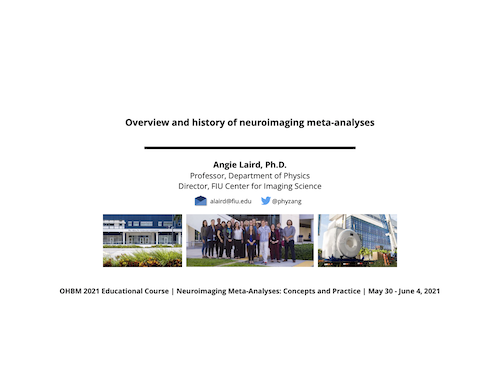 Overview and history of neuroimaging meta-analyses
Angie Laird, Ph.D.
Professor, Department of Physics
Director, FIU Center for Imaging Science
alaird@fiu.edu @phyzang
OHBM 2021 Educational Course | Neuroimaging Meta-Analyses: Concepts and Practice | May 30 - June 4, 2021